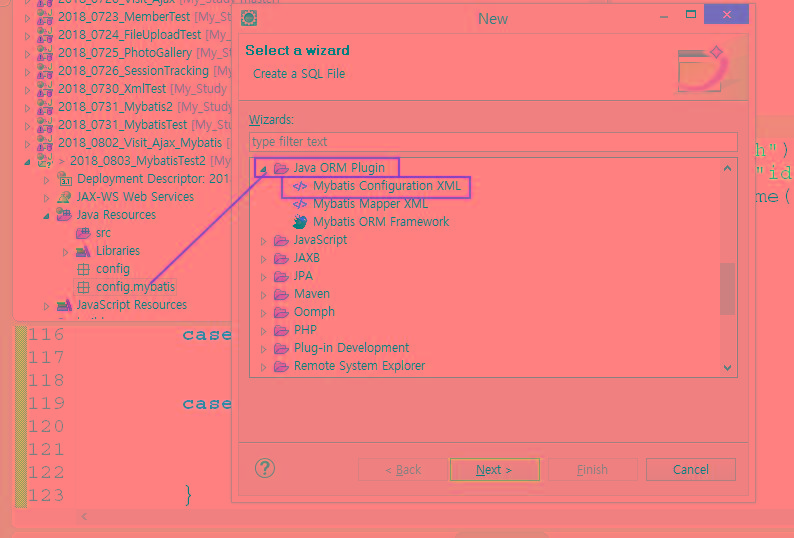 2018_0723_MemberTest [My_Stud
2018_0724_FileUploadTest [My_
2018_0725_PhotoGallery [My_St
2018_0726_SessionTracking [My
2018_0730_XmlTest [My_Study
2018_0731_Mybatis2 [My_Study
2018_0731_MybatisTest [My_Stu
2018_0802_Visit_Ajax_Mybatis [
> 2018_0803_MybatisTest2 [My
Deployment Descriptor: 201
JAX-WS Web Services
Java Resources
src
Libraries
config
config.mybatis
JavaScript Resources
116 case
117
118
119 case
120
121
122
123 }
New
Select a wizard
Create a SQL File
Wizards:
type filter text
Java ORM Plugin
Mybatis Configuration XML
Mybatis Mapper XML
Mybatis ORM Framework
JavaScript
JAXB
JPA
Maven
Oomph
PHP
Plug-in Development
Remote System Explorer
< Back
Next >
Finish
Cancel
h")
"id
me(